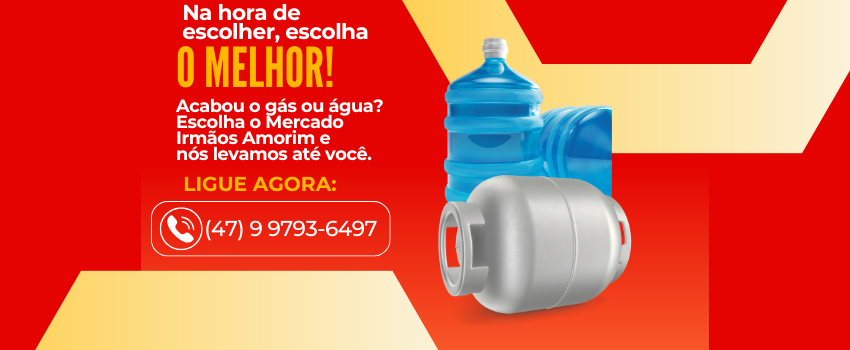 Na hora de
escolher, escolha
O MELHOR!
Acabou o gás ou água?
Escolha o Mercado
Irmãos Amorim e
nós levamos até você.
LIGUE AGORA:
(47) 9 9793-6497